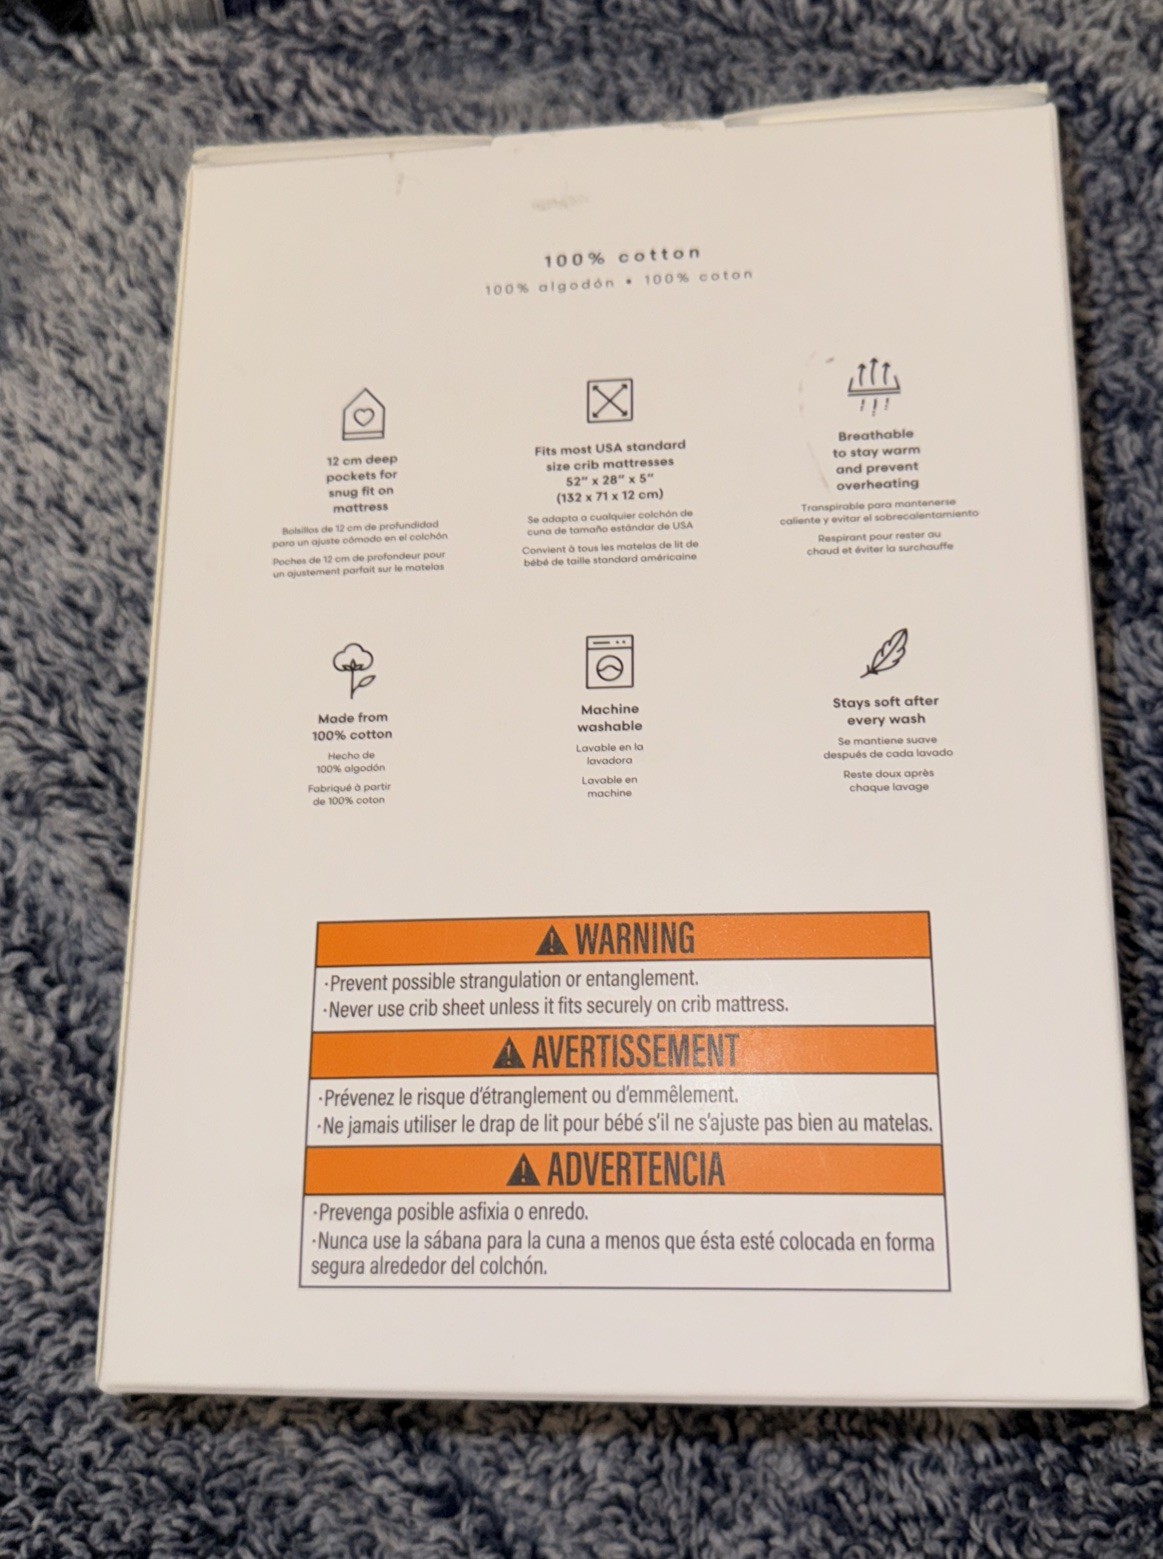 100% cotton
100% algodón • 100% coton
12 cm deep
pockets for
snug fit on
mattress
Bolsillos de 12 cm de profundidad
para un ajuste cómodo en el colchón
Poches de 12 cm de profondeur pour
un ajustement parfait sur le matelas
Fits most USA standard
size crib mattresses
52" x 28" x 5"
(132 x 71 x 12 cm)
Se adapta a cualquier colchón de
cuna de tamaño estándar de USA
Convient à tous les matelas de lit de
bébé de taille standard américaine
Breathable
to stay warm
and prevent
overheating
Transpirable para mantenerse
caliente y evitar el sobrecalentamiento
Respirant pour rester au
chaud et éviter la surchauffe
Made from
100% cotton
Hecho de
100% algodón
Fabriqué à partir
de 100% coton
Machine
washable
Lavable en la
lavadora
Lavable en
machine
Stays soft after
every wash
Se mantiene suave
después de cada lavado
Reste doux après
chaque lavage
WARNING
·Prevent possible strangulation or entanglement.
·Never use crib sheet unless it fits securely on crib mattress.
AVERTISSEMENT
·Prévenez le risque d'étranglement ou d'emmêlement.
·Ne jamais utiliser le drap de lit pour bébé s'il ne s'ajuste pas bien au matelas.
ADVERTENCIA
·Prevenga posible asfixia o enredo.
·Nunca use la sábana para la cuna a menos que ésta esté colocada en forma
segura alrededor del colchón.